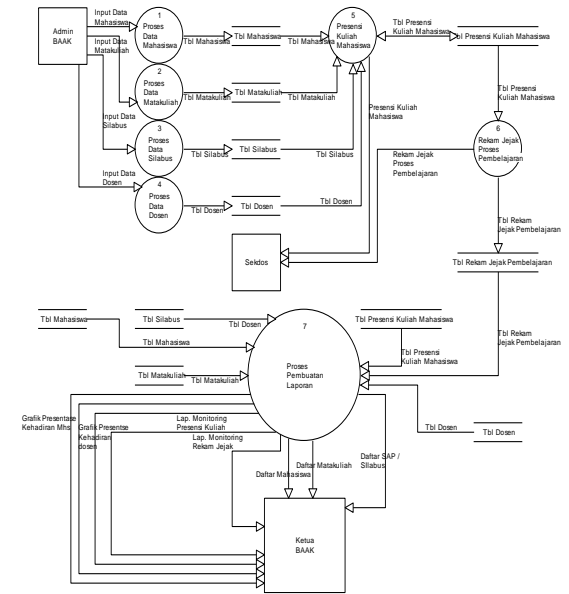 Input Data
Mahasiswa
Admin
BAAK
Input Data
Matakuliah
Input Data
Silabus
Input Data
Dosen
1
Proses
Data
Mahasiswa
Tbl Mahasiswa
Tbl Mahasiswa
Tbl Mahasiswa
2
Proses
Data
Matakuliah
Tbl Matakuliah
Tbl Matakuliah
Tbl Matakuliah
3
Proses
Data
Silabus
Tbl Silabus
Tbl Silabus
Tbl Silabus
4
Proses
Data
Dosen
Tbl Dosen
Tbl Dosen
Tbl Dosen
5
Presensi
Kuliah
Mahasiswa
Tbl Presensi
Kuliah Mahasiswa
Tbl Presensi Kuliah Mahasiswa
Tbl Presensi
Kuliah Mahasiswa
Presensi Kuliah
Mahasiswa
6
Rekam Jejak
Proses
Pembelajaran
Rekam Jejak
Proses
Pembelajaran
Sekdos
Tbl Rekam
Jejak Pembelajaran
Tbl Rekam Jejak Pembelajaran
Tbl Rekam
Jejak Pembelajaran
Tbl Mahasiswa
Tbl Mahasiswa
Tbl Silabus
Tbl Dosen
Tbl Matakuliah
Tbl Matakuliah
7
Proses
Pembuatan
Laporan
Tbl Presensi Kuliah Mahasiswa
Tbl Presensi
Kuliah Mahasiswa
Tbl Dosen
Tbl Dosen
Grafik Presentase
Kehadiran Mhs
Grafik Presentse
Kehadiran
dosen
Lap. Monitoring
Presensi Kuliah
Lap. Monitoring
Rekam Jejak
Daftar Mahasiswa
Daftar Matakuliah
Daftar SAP /
SIlabus
Ketua
BAAK